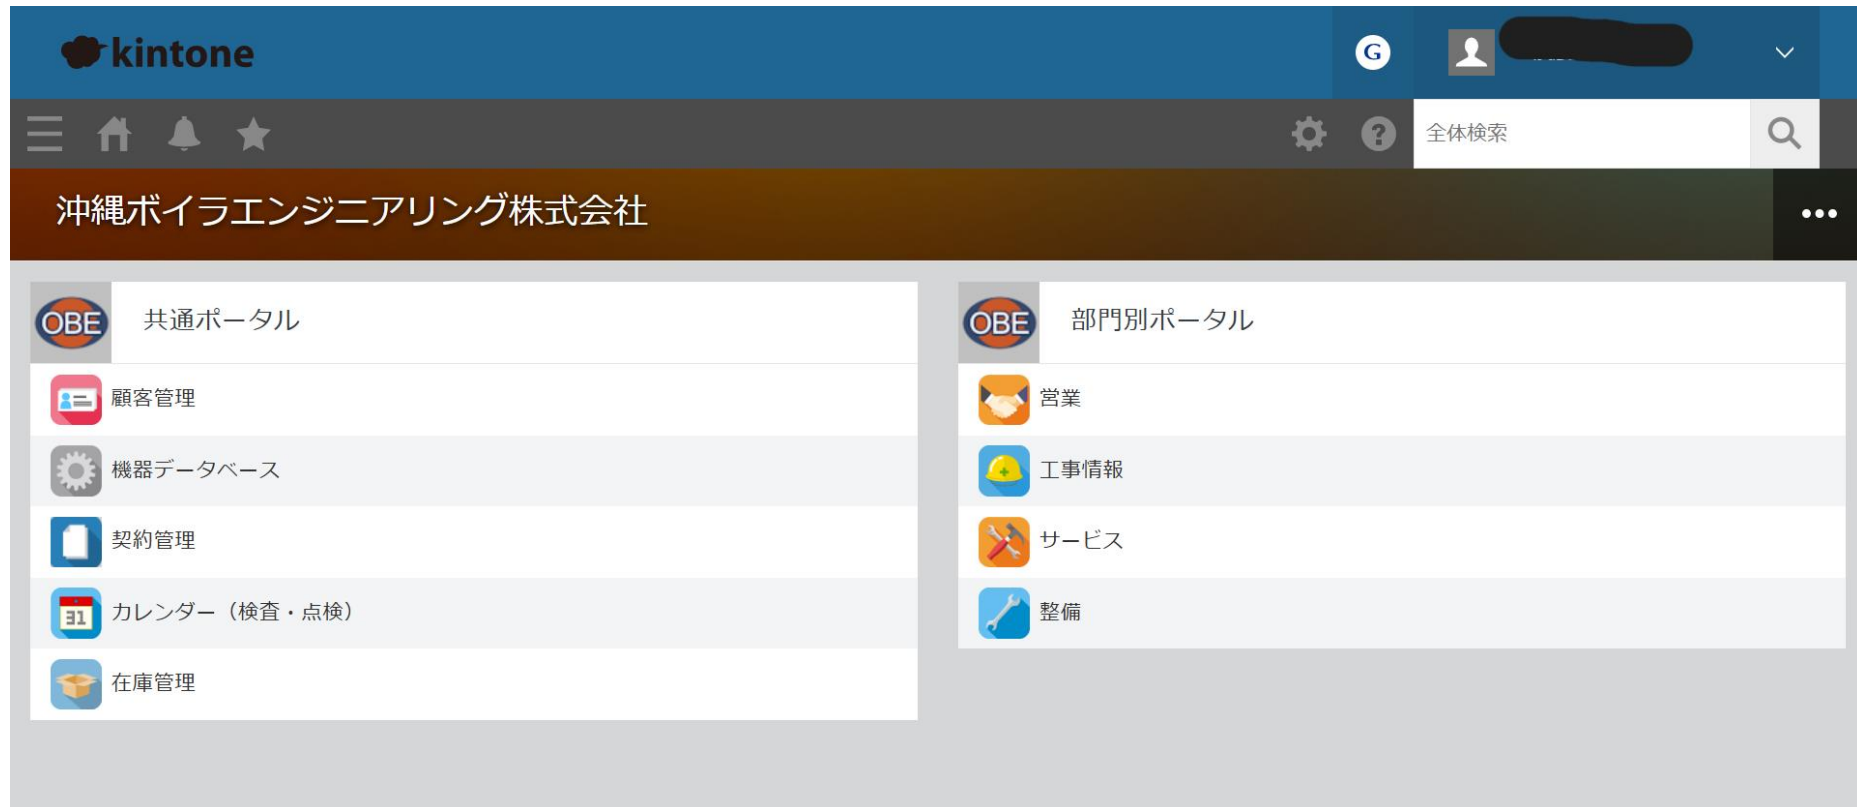 kintone
G
全体検索
沖縄ボイラエンジニアリング株式会社
OBE 共通ポータル
顧客管理
機器データベース
契約管理
31 カレンダー（検査・点検）
在庫管理
OBE 部門別ポータル
営業
工事情報
サービス
整備